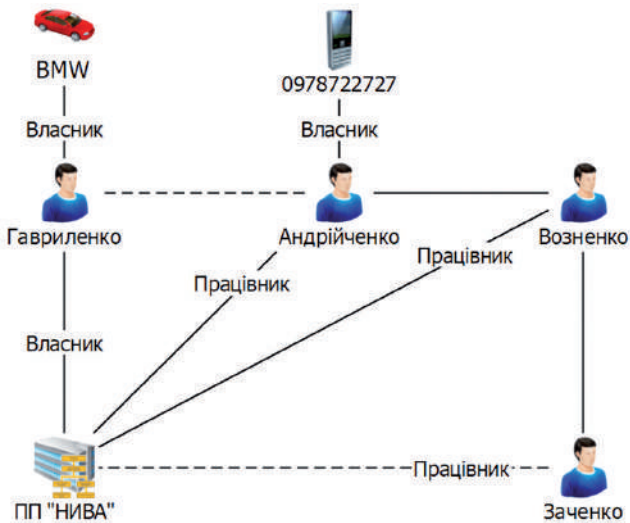 BMW
0978722727
Власник
Власник
Гавриленко
Андрійченко
Возненко
Працівник
Працівник
Власник
Працівник
ПП "НИВА"
Заченко